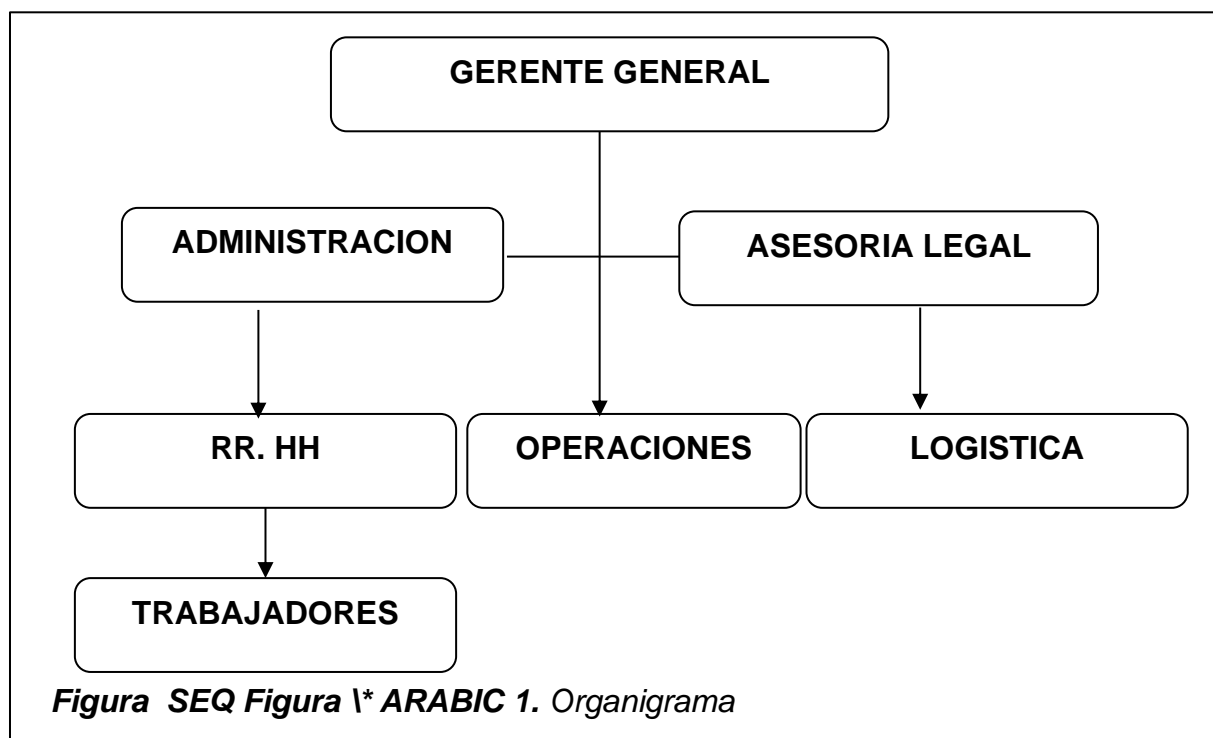 GERENTE GENERAL
ADMINISTRACION
ASESORIA LEGAL
RR. HH
OPERACIONES
LOGISTICA
TRABAJADORES
Figura SEQ Figura \* ARABIC 1. Organigrama